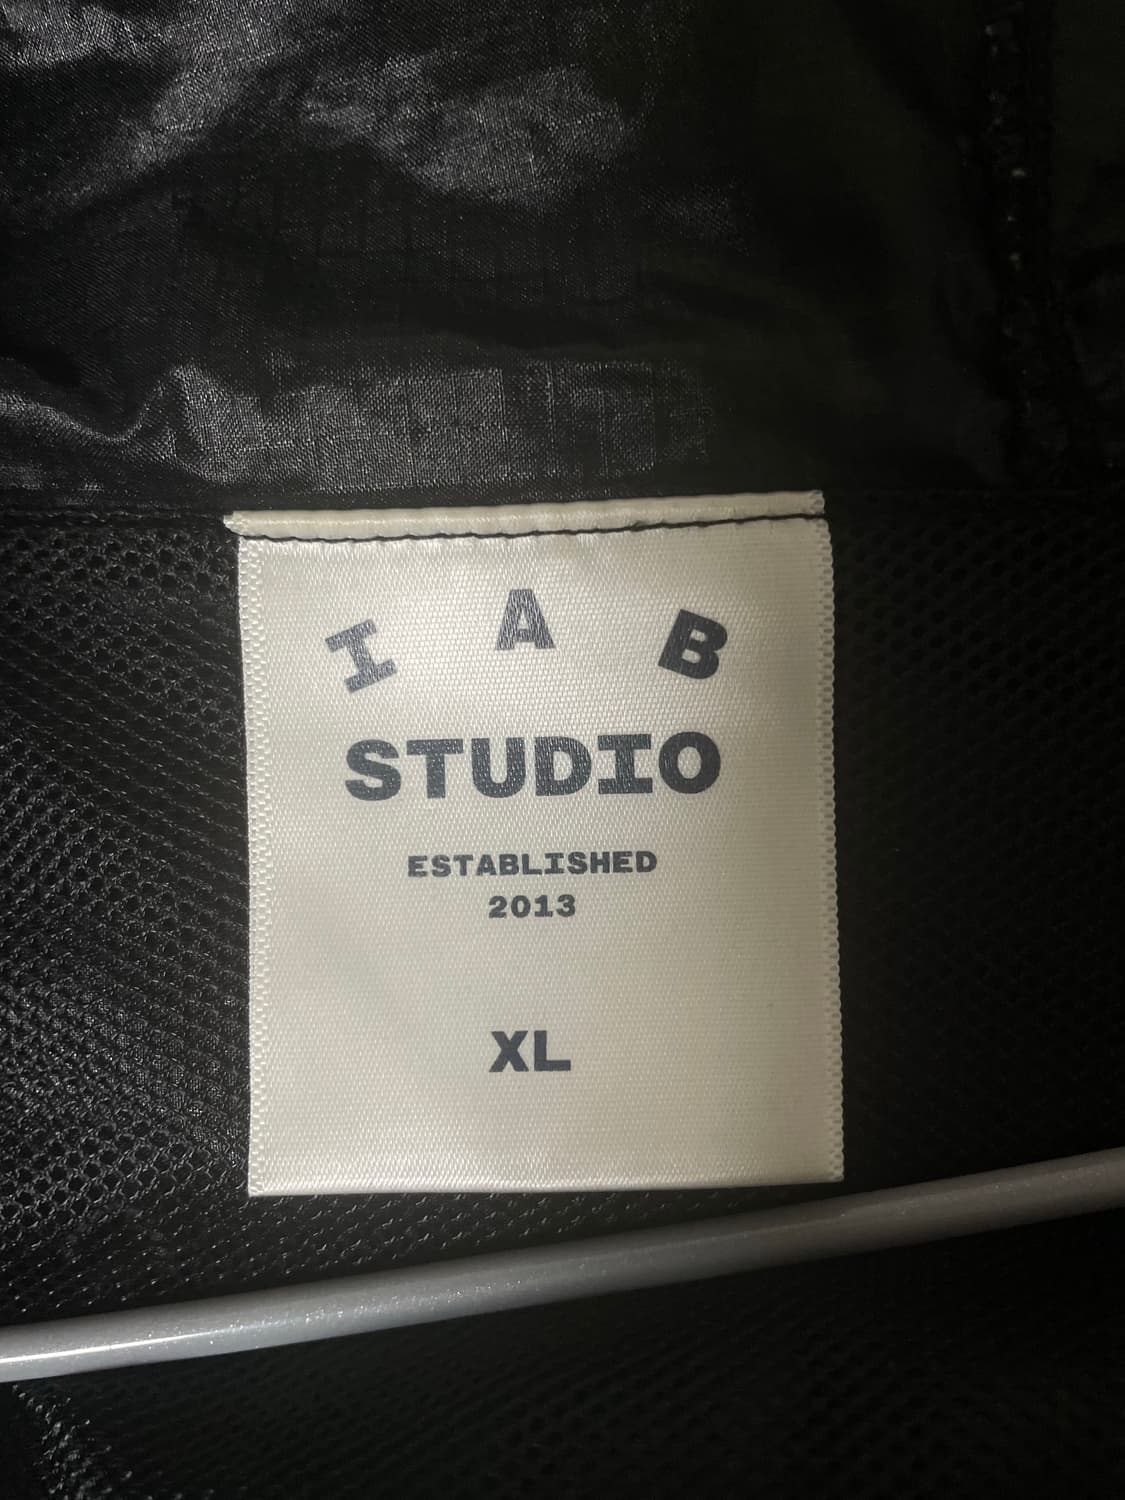 I A B
STUDIO
ESTABLISHED
2013
XL